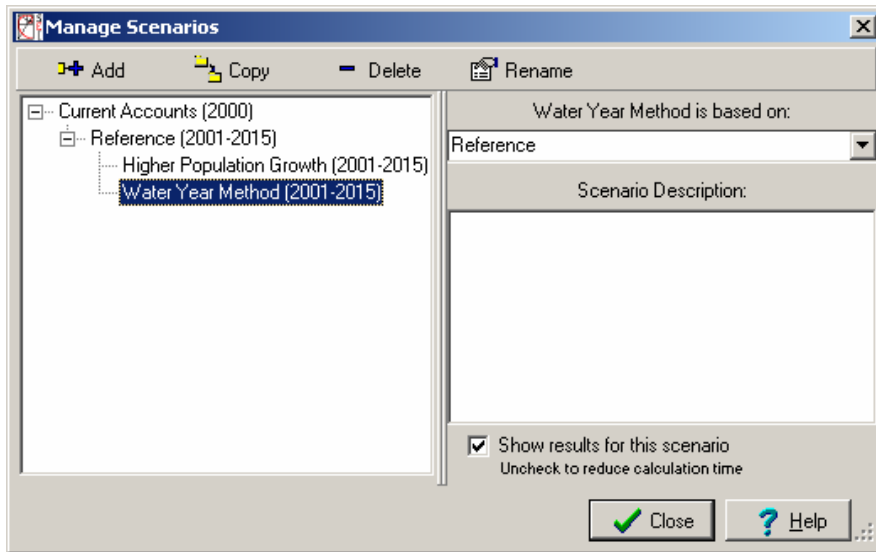 Manage Scenarios
Add Copy Delete Rename
Current Accounts (2000)
Reference (2001-2015)
Higher Population Growth (2001-2015)
Water Year Method (2001-2015)
Water Year Method is based on:
Reference
Scenario Description:
Show results for this scenario
Uncheck to reduce calculation time
Close Help